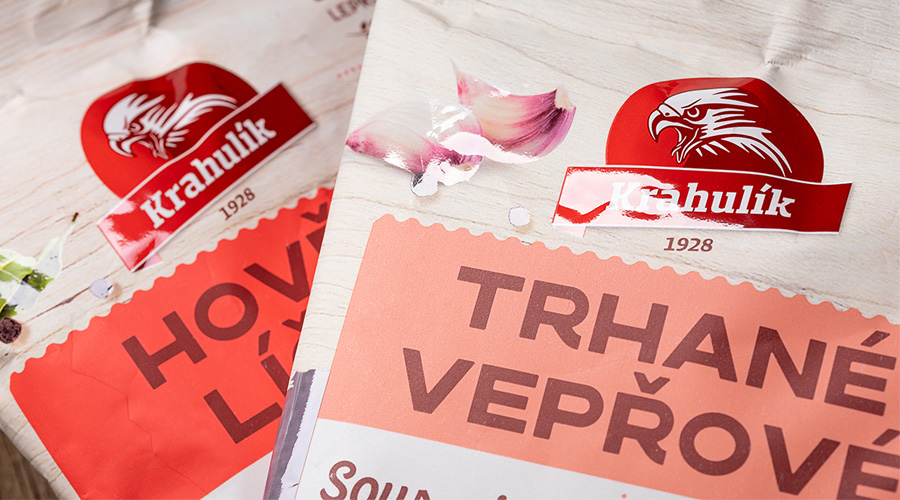 Krahulík
1928
HOVĚ
LÍ
Krahulík
1928
TRHANÉ
VEPŘOVÉ